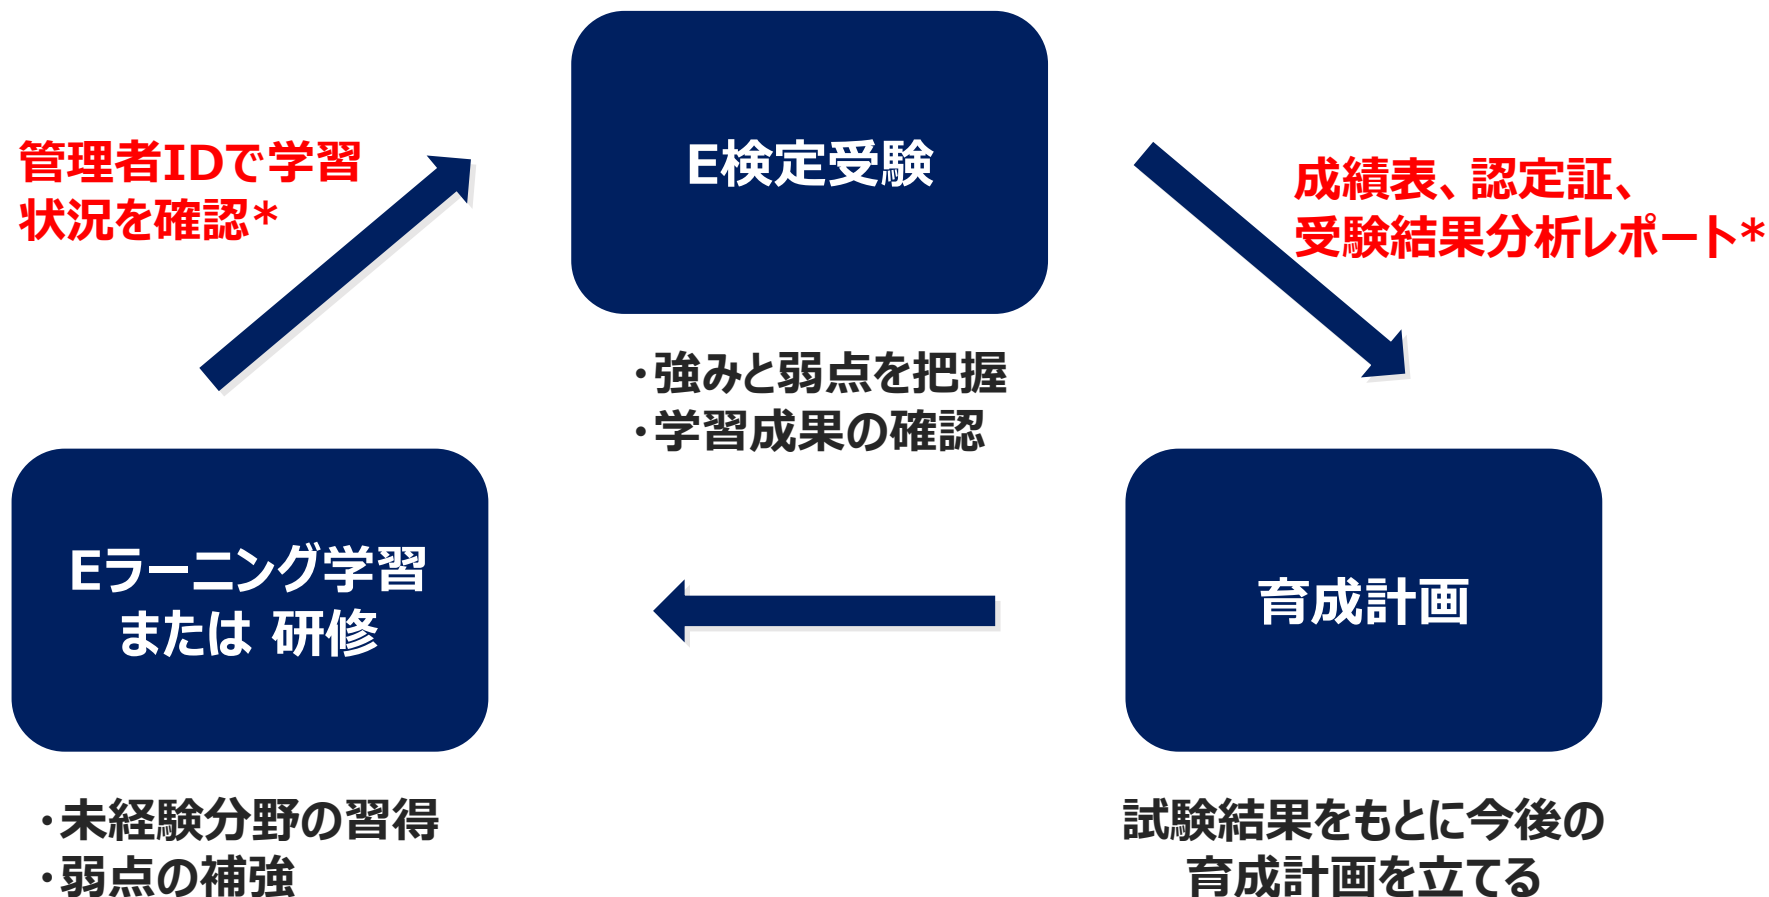 E検定受験
管理者IDで学習
状況を確認*
成績表、認定証、
受験結果分析レポート*
・強みと弱点を把握
・学習成果の確認
Eラーニング学習
または 研修
育成計画
・未経験分野の習得
・弱点の補強
試験結果をもとに今後の
育成計画を立てる